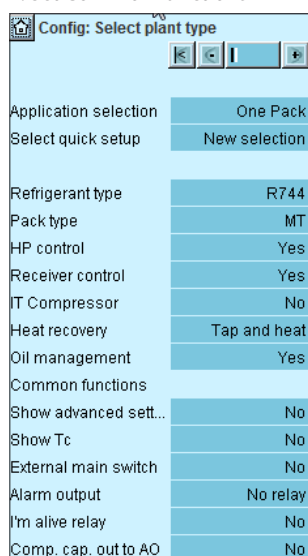 Config: Select plant type
Application selection One Pack
Select quick setup New selection
Refrigerant type R744
Pack type MT
HP control Yes
Receiver control Yes
IT Compressor No
Heat recovery Tap and heat
Oil management Yes
Common functions
Show advanced sett... No
Show Tc No
External main switch No
Alarm output No relay
I'm alive relay No
Comp. cap. out to AO No